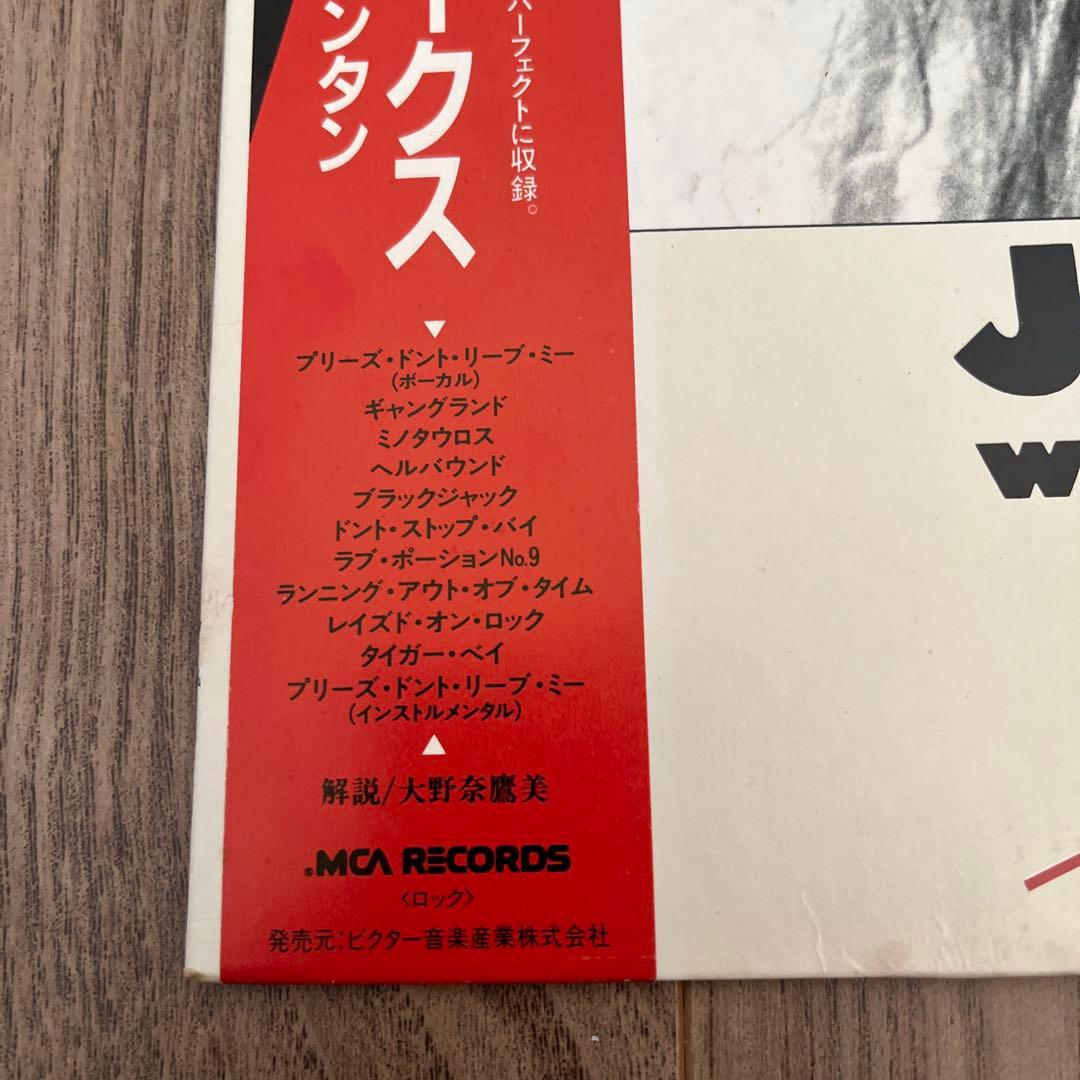 ークス
ンタン
パーフェクトに収録。
▼
プリーズ・ドント・リーブ・ミー
(ボーカル)
ギャングランド
ミノタウロス
ヘルバウンド
ブラックジャック
ドント・ストップ・バイ
ラブ・ポーションNo.9
ランニング・アウト・オブ・タイム
レイズド・オン・ロック
タイガー・ベイ
プリーズ・ドント・リーブ・ミー
(インストルメンタル)
▲
解説/大野奈鷹美
®MCA RECORDS
〈ロック〉
発売元:ビクター音楽産業株式会社
J
W